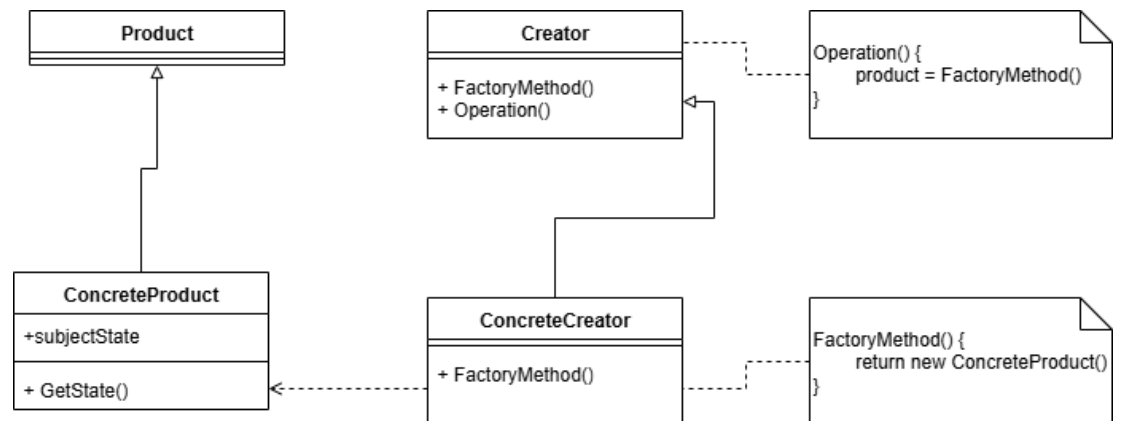 Product
Creator
+ FactoryMethod()
+ Operation()
Operation() {
product = FactoryMethod()
}
ConcreteProduct
+subjectState
+ GetState()
ConcreteCreator
+ FactoryMethod()
FactoryMethod() {
return new ConcreteProduct()
}